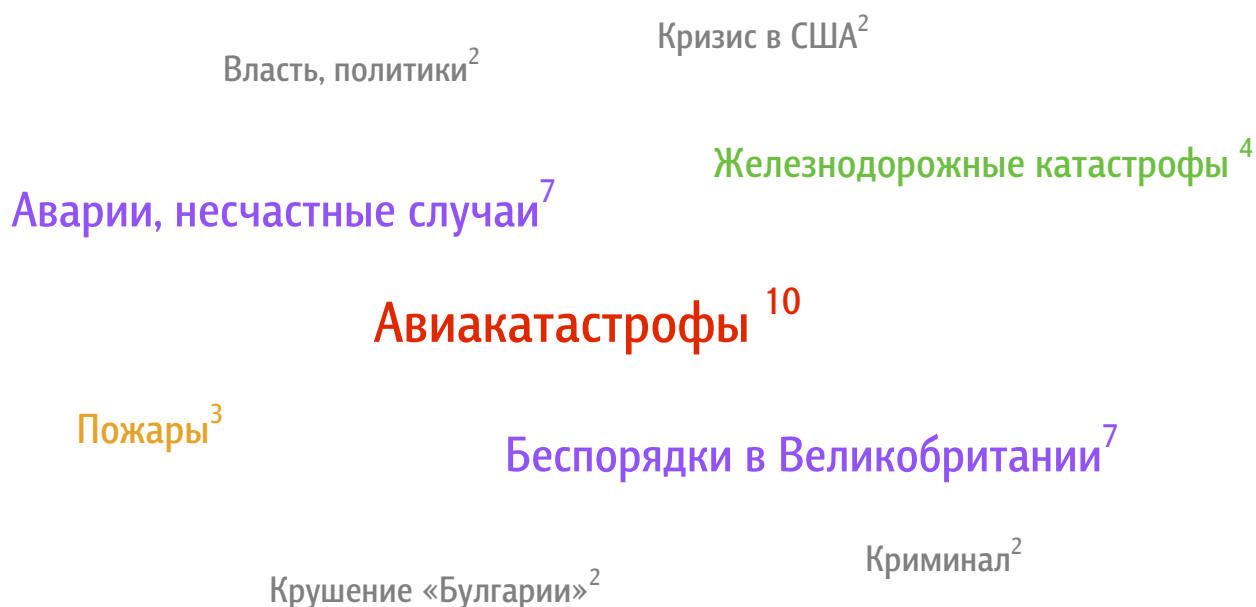 Кризис в США²
Власть, политики²
Железнодорожные катастрофы ⁴
Аварии, несчастные случаи⁷
Авиакатастрофы ¹⁰
Пожары³
Беспорядки в Великобритании⁷
Криминал²
Крушение «Булгарии»²